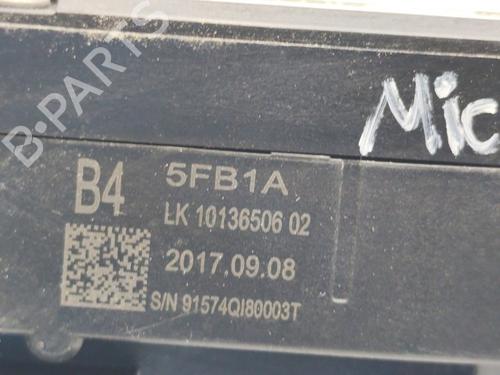 B-PARTS
Mic
B4 5FB1A
LK 10136506 02
2017.09.08
S/N 91574QI80003T